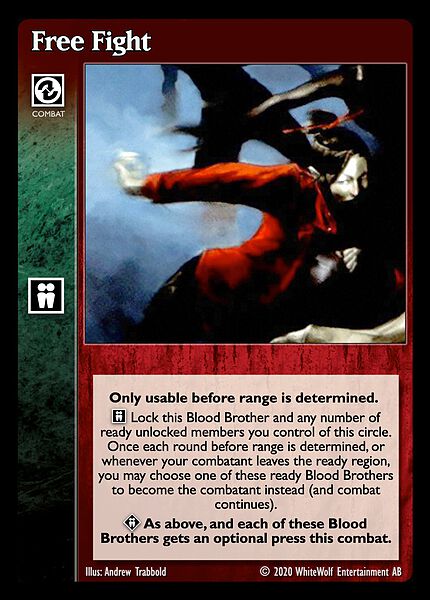 Free Fight
COMBAT
Only usable before range is determined.
Lock this Blood Brother and any number of
ready unlocked members you control of this circle.
Once each round before range is determined, or
whenever your combatant leaves the ready region,
you may choose one of these ready Blood Brothers
to become the combatant instead (and combat
continues).
As above, and each of these Blood
Brothers gets an optional press this combat.
Illus: Andrew Trabbold
© 2020 WhiteWolf Entertainment AB